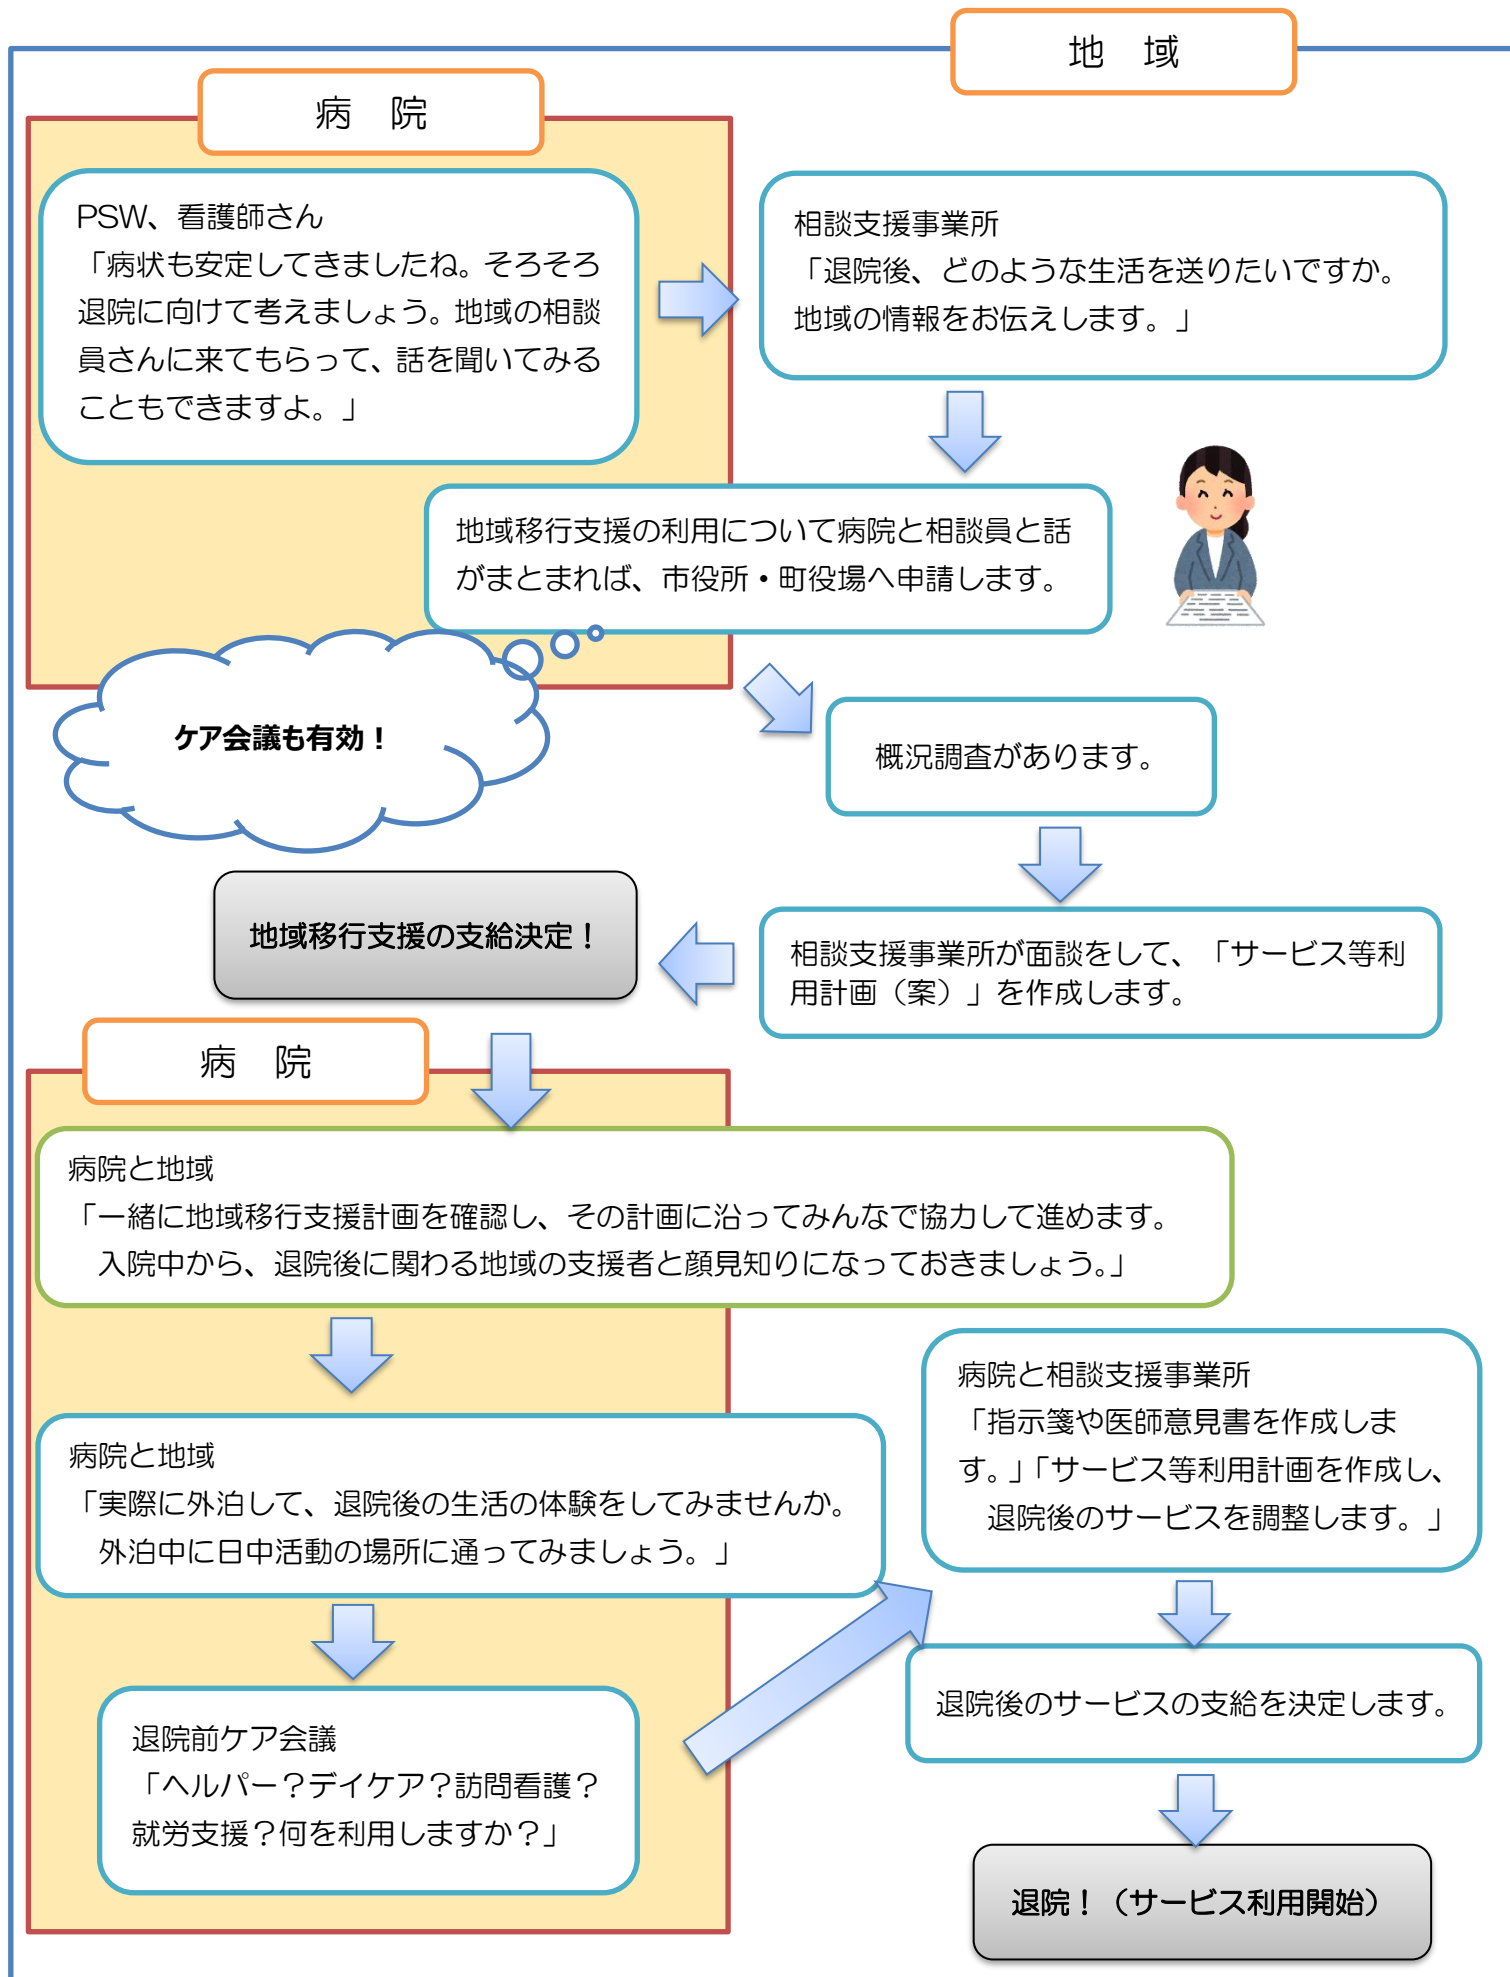 地　域
病　院
PSW、看護師さん
「病状も安定してきましたね。そろそろ
退院に向けて考えましょう。地域の相談
員さんに来てもらって、話を聞いてみる
こともできますよ。」
相談支援事業所
「退院後、どのような生活を送りたいですか。
地域の情報をお伝えします。」
地域移行支援の利用について病院と相談員と話
がまとまれば、市役所・町役場へ申請します。
ケア会議も有効！
概況調査があります。
相談支援事業所が面談をして、「サービス等利
用計画（案）」を作成します。
地域移行支援の支給決定！
病　院
病院と地域
「一緒に地域移行支援計画を確認し、その計画に沿ってみんなで協力して進めます。
入院中から、退院後に関わる地域の支援者と顔見知りになっておきましょう。」
病院と地域
「実際に外泊して、退院後の生活の体験をしてみませんか。
外泊中に日中活動の場所に通ってみましょう。」
退院前ケア会議
「ヘルパー？デイケア？訪問看護？
就労支援？何を利用しますか？」
病院と相談支援事業所
「指示箋や医師意見書を作成しま
す。」「サービス等利用計画を作成し、
退院後のサービスを調整します。」
退院後のサービスの支給を決定します。
退院！（サービス利用開始）